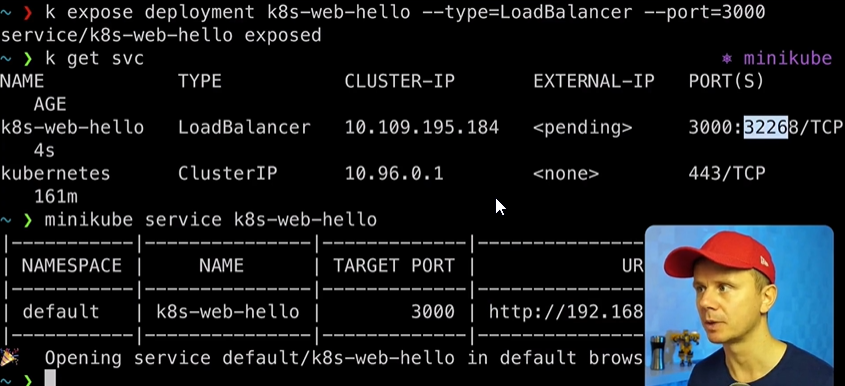 ~ ❯ k expose deployment k8s-web-hello --type=LoadBalancer --port=3000
service/k8s-web-hello exposed
~ ❯ k get svc ⎈ minikube
NAME TYPE CLUSTER-IP EXTERNAL-IP PORT(S)
AGE
k8s-web-hello LoadBalancer 10.109.195.184 <pending> 3000:32268/TCP
4s
kubernetes ClusterIP 10.96.0.1 <none> 443/TCP
161m
~ ❯ minikube service k8s-web-hello
|-----------|---------------|-------------|--------------
| NAMESPACE | NAME | TARGET PORT | UR
|-----------|---------------|-------------|--------------
| default | k8s-web-hello | 3000 | http://192.168
|-----------|---------------|-------------|--------------
🎉 Opening service default/k8s-web-hello in default brows
~ ❯